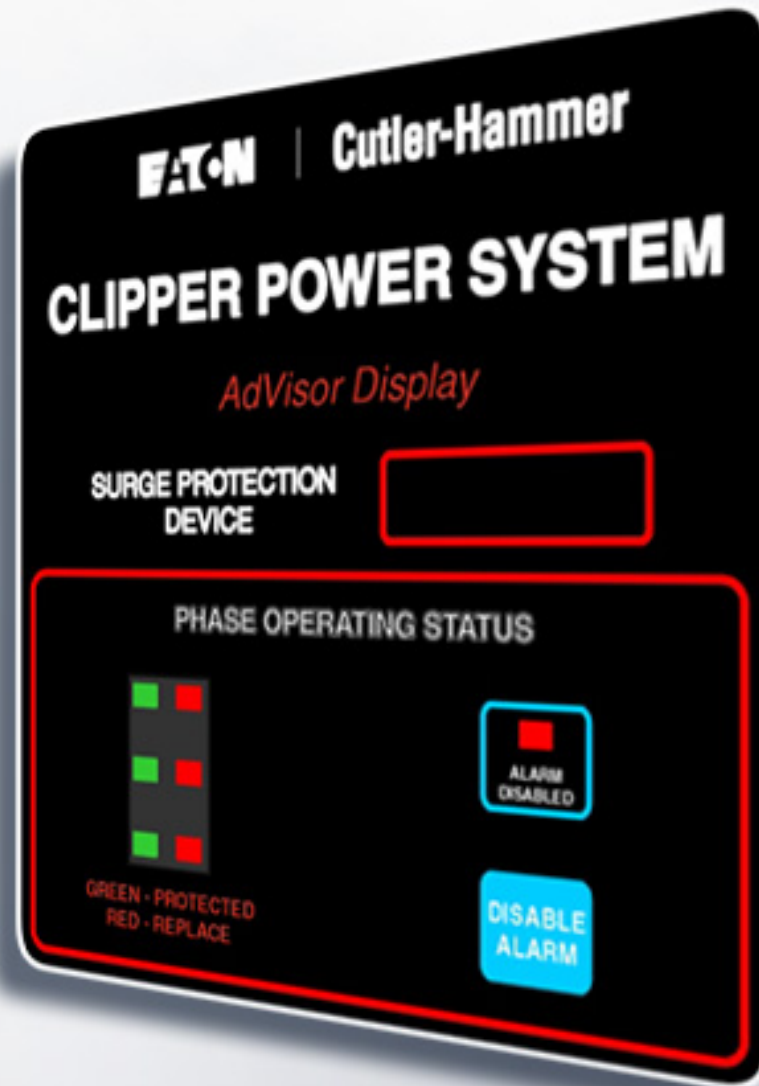 EATON | Cutler-Hammer
CLIPPER POWER SYSTEM
AdVisor Display
SURGE PROTECTION
DEVICE
PHASE OPERATING STATUS
ALARM
DISABLED
GREEN - PROTECTED
RED - REPLACE
DISABLE
ALARM